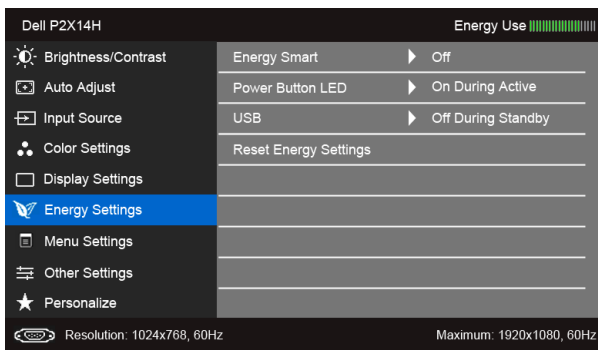 Dell P2X14H Energy Use
Brightness/Contrast Energy Smart Off
Auto Adjust Power Button LED On During Active
Input Source USB Off During Standby
Color Settings Reset Energy Settings
Display Settings
Energy Settings
Menu Settings
Other Settings
Personalize
Resolution: 1024x768, 60Hz Maximum: 1920x1080, 60Hz